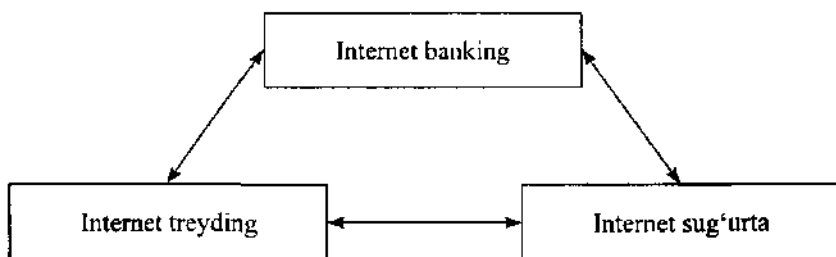 Internet banking
Internet treyding
Internet sug‘urta